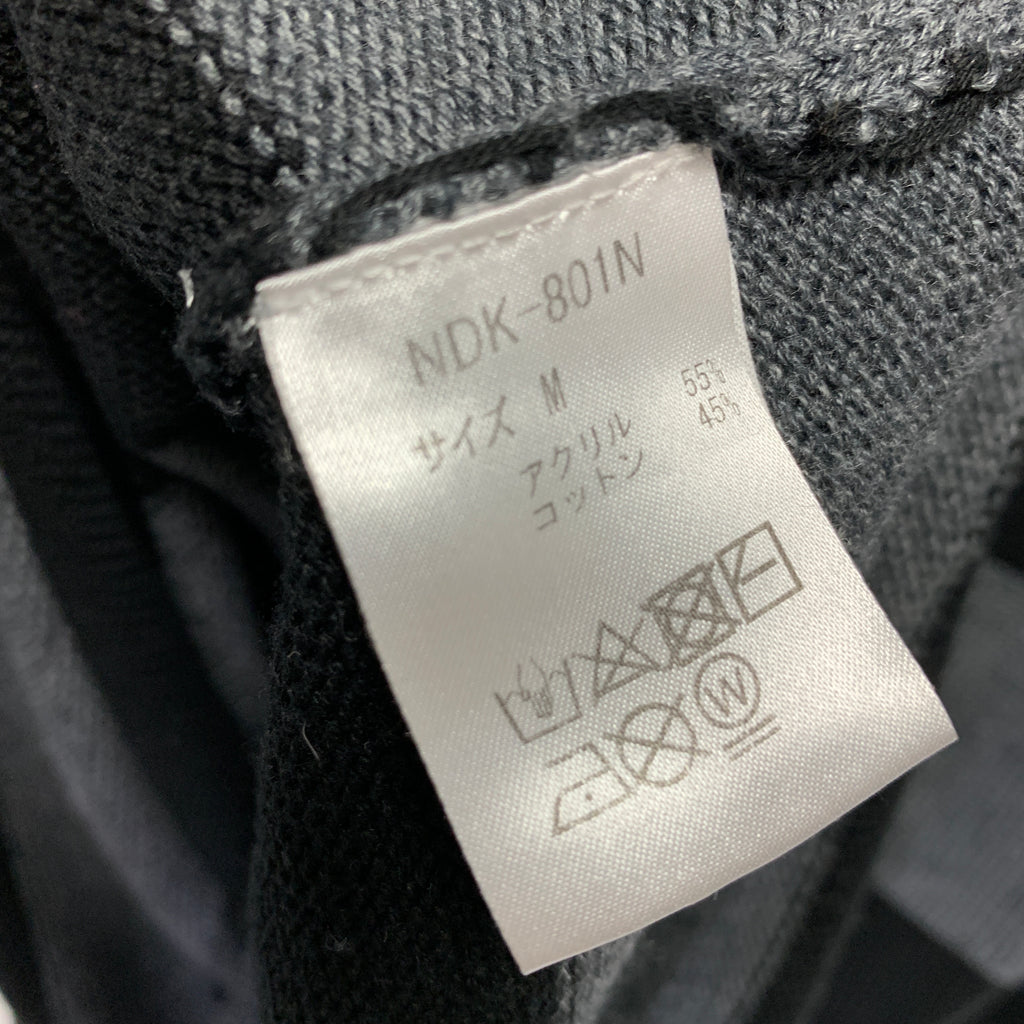 NDK-801N
サイズ M
アクリル 55%
コットン 45%
W